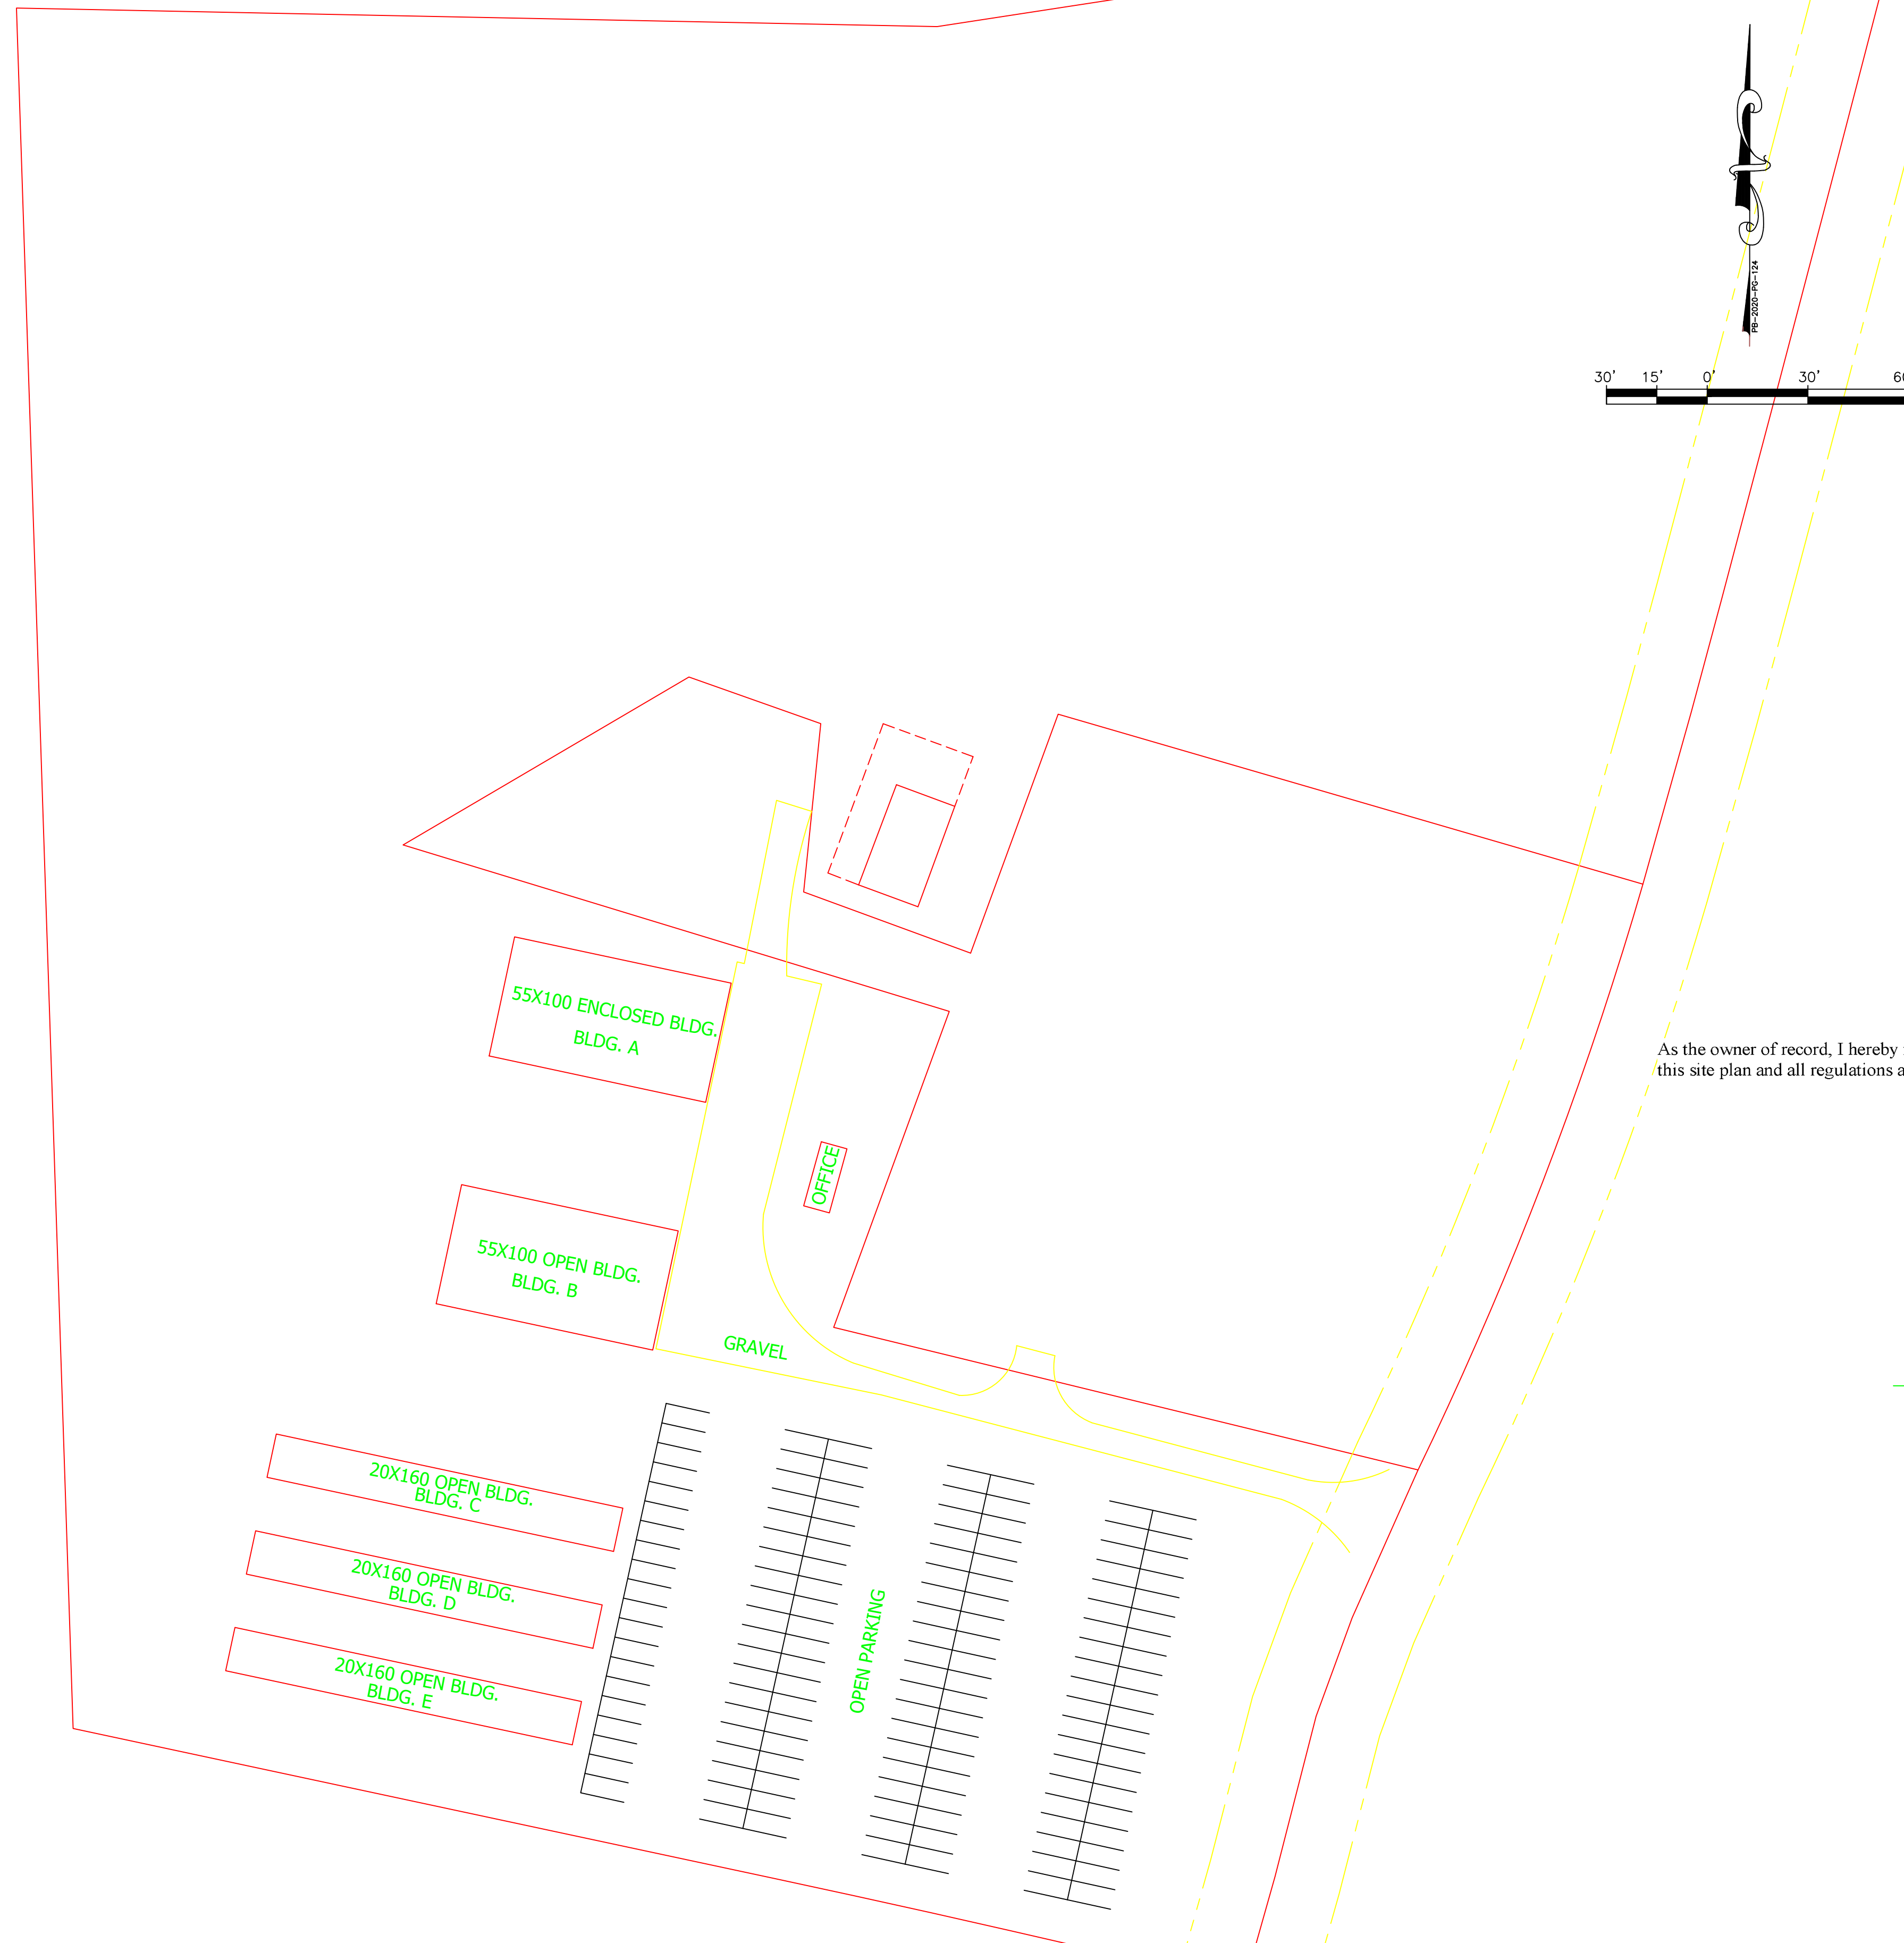 PB-2020-PG-124
30' 15' 0' 30'
55X100 ENCLOSED BLDG.
BLDG. A
As the owner of record, I hereby
this site plan and all regulations
OFFICE
55X100 OPEN BLDG.
BLDG. B
GRAVEL
20X160 OPEN BLDG.
BLDG. C
20X160 OPEN BLDG.
BLDG. D
OPEN PARKING
20X160 OPEN BLDG.
BLDG. E